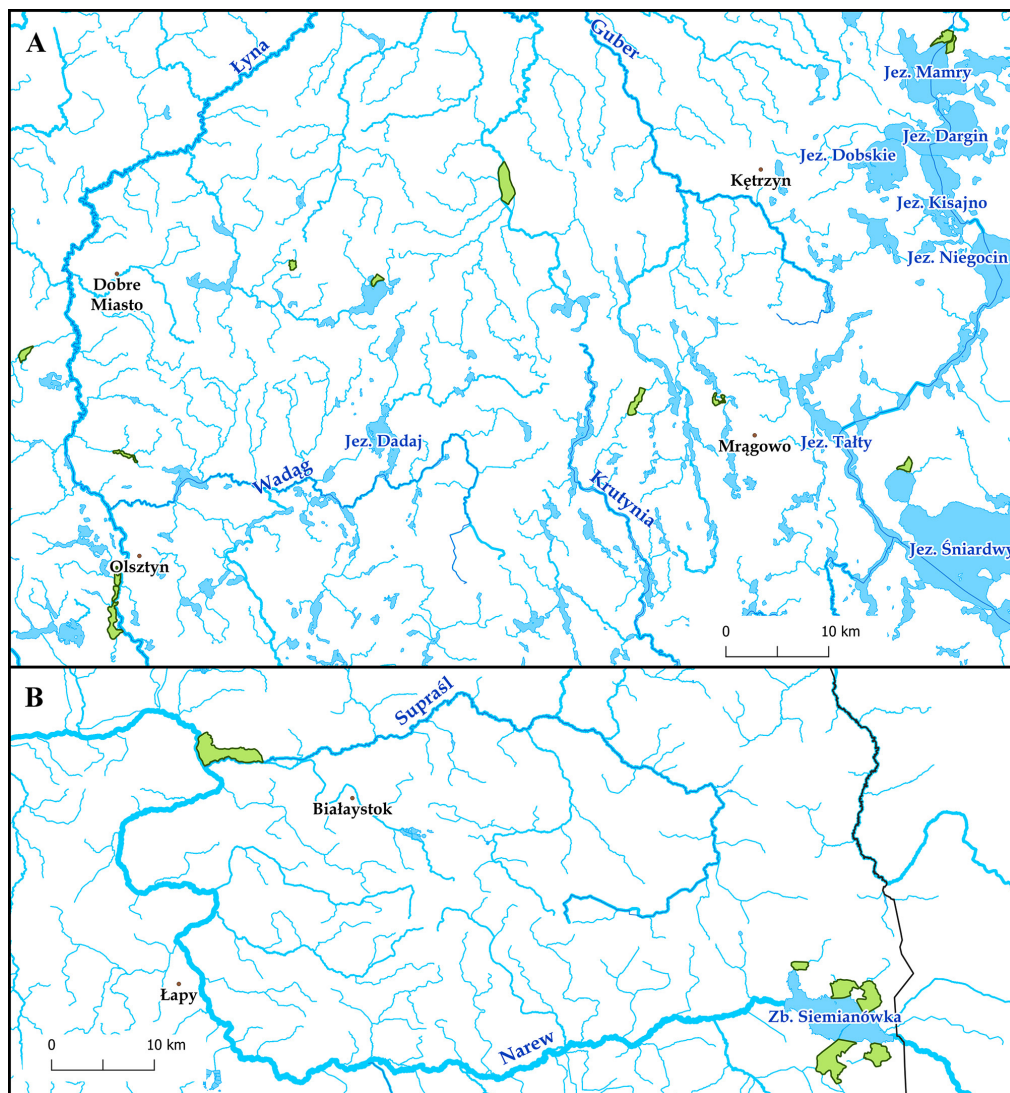 A
Łyna
Guber
Jez. Mamry
Jez. Dargin
Jez. Dobskie
Kętrzyn
Jez. Kisajno
Jez. Niegocin
Dobre
Miasto
Jez. Dadaj
Mrągowo
Jez. Tałty
Wadąg
Krutynia
Olsztyn
Jez. Śniardwy
0 10 km
B
Supraśl
Białaystok
Łapy
Zb. Siemianówka
Narew
0 10 km